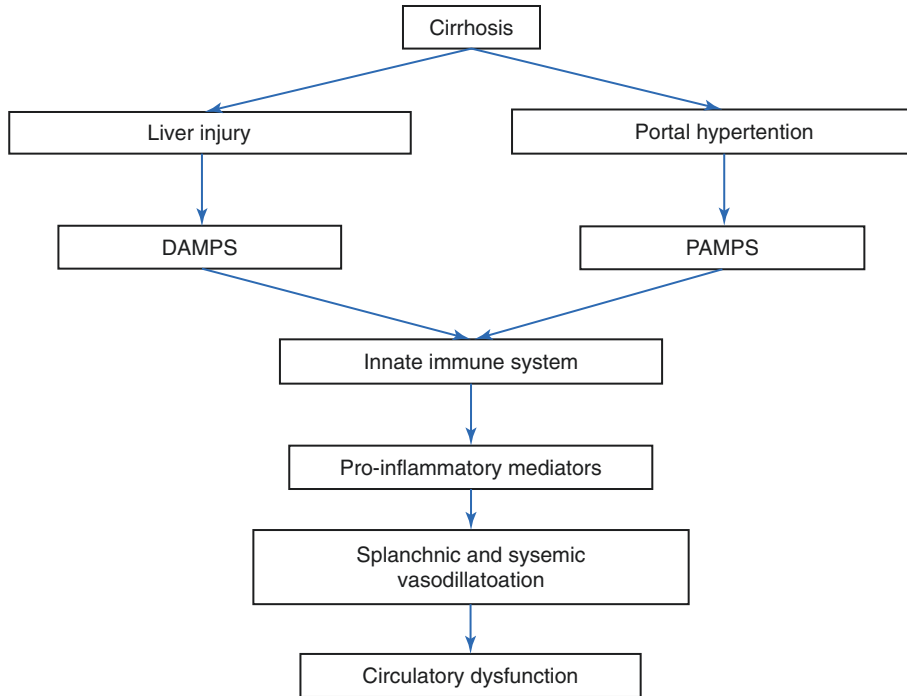 Cirrhosis
Liver injury
Portal hypertention
DAMPS
PAMPS
Innate immune system
Pro-inflammatory mediators
Splanchnic and sysemic
vasodillatoation
Circulatory dysfunction